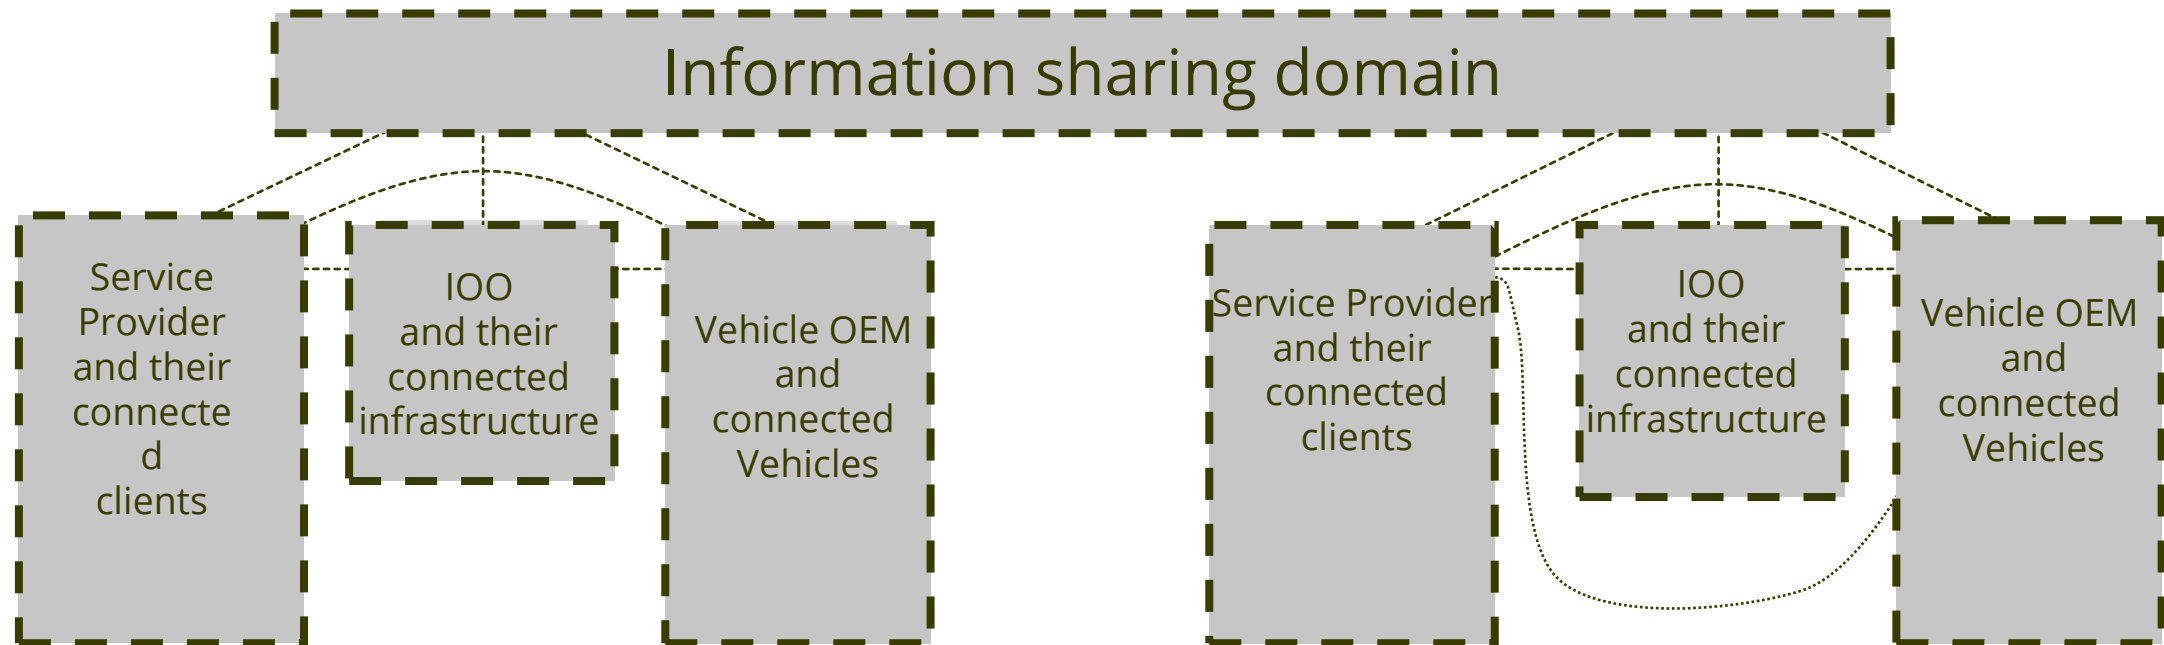 Information sharing domain
Service
Provider
and their
connecte
d
clients
IOO
and their
connected
infrastructure
Vehicle OEM
and
connected
Vehicles
Service Provider
and their
connected
clients
IOO
and their
connected
infrastructure
Vehicle OEM
and
connected
Vehicles